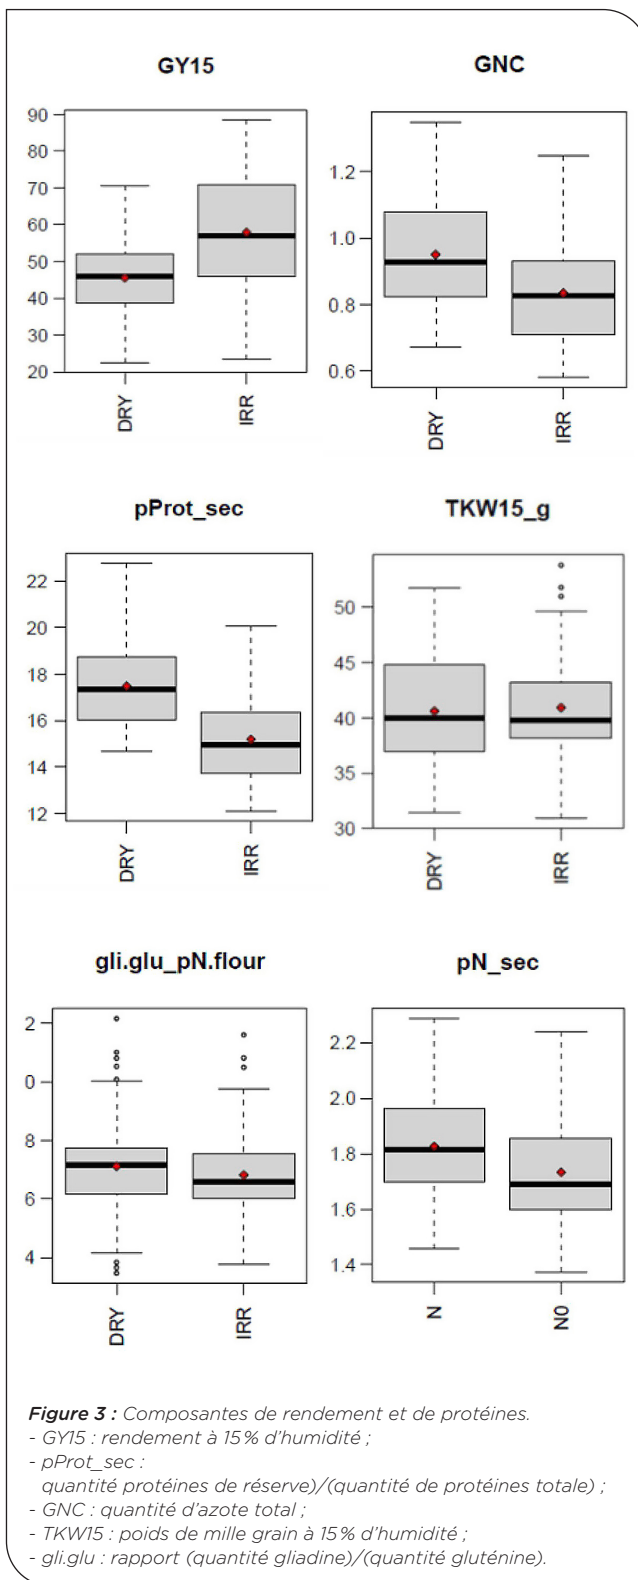 GY15
GNC
90
80
70
60
50
40
30
20
DRY
IRR
1.2
1.0
0.8
0.6
DRY
IRR
pProt_sec
TKW15_g
22
20
18
16
14
12
DRY
IRR
50
45
40
35
30
DRY
IRR
gli.glu_pN.flour
pN_sec
2
0
8
6
4
DRY
IRR
2.2
2.0
1.8
1.6
1.4
N
N0
Figure 3 : Composantes de rendement et de protéines.
- GY15 : rendement à 15 % d'humidité ;
- pProt_sec :
quantité protéines de réserve)/(quantité de protéines totale) ;
- GNC : quantité d'azote total ;
- TKW15 : poids de mille grain à 15 % d'humidité ;
- gli.glu : rapport (quantité gliadine)/(quantité gluténine).